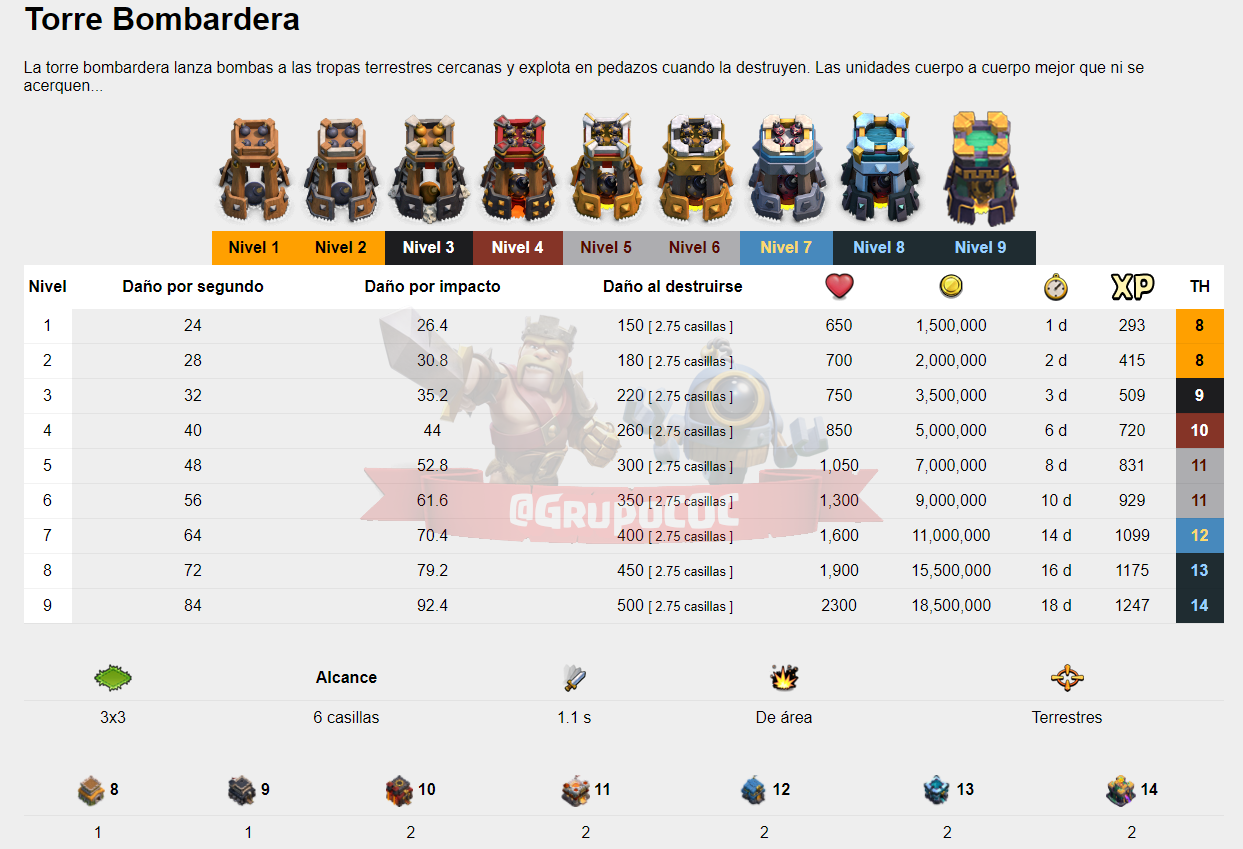 Torre Bombardera
La torre bombardera lanza bombas a las tropas terrestres cercanas y explota en pedazos cuando la destruyen. Las unidades cuerpo a cuerpo mejor que ni se
acerquen...
Nivel 1 Nivel 2 Nivel 3 Nivel 4 Nivel 5 Nivel 6 Nivel 7 Nivel 8 Nivel 9
Nivel Daño por segundo Daño por impacto Daño al destruirse XP TH
1 24 26.4 150 [ 2.75 casillas ] 650 1,500,000 1 d 293 8
2 28 30.8 180 [ 2.75 casillas ] 700 2,000,000 2 d 415 8
3 32 35.2 220 [ 2.75 casillas ] 750 3,500,000 3 d 509 9
4 40 44 260 [ 2.75 casillas ] 850 5,000,000 6 d 720 10
5 48 52.8 300 [ 2.75 casillas ] 1,050 7,000,000 8 d 831 11
6 56 61.6 350 [ 2.75 casillas ] 1,300 9,000,000 10 d 929 11
@GRUPOCOC
7 64 70.4 400 [ 2.75 casillas ] 1,600 11,000,000 14 d 1099 12
8 72 79.2 450 [ 2.75 casillas ] 1,900 15,500,000 16 d 1175 13
9 84 92.4 500 [ 2.75 casillas ] 2300 18,500,000 18 d 1247 14
Alcance
3x3 6 casillas 1.1 s De área Terrestres
8 9 10 11 12 13 14
1 1 2 2 2 2 2